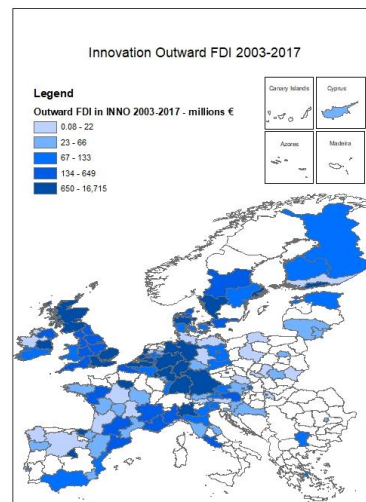 Innovation Outward FDI 2003-2017
Canary Islands
Cyprus
Azores
Madeira
Legend
Outward FDI in INNO 2003-2017 - millions €
0.08 - 22
23 - 66
67 - 133
134 - 649
650 - 16,715